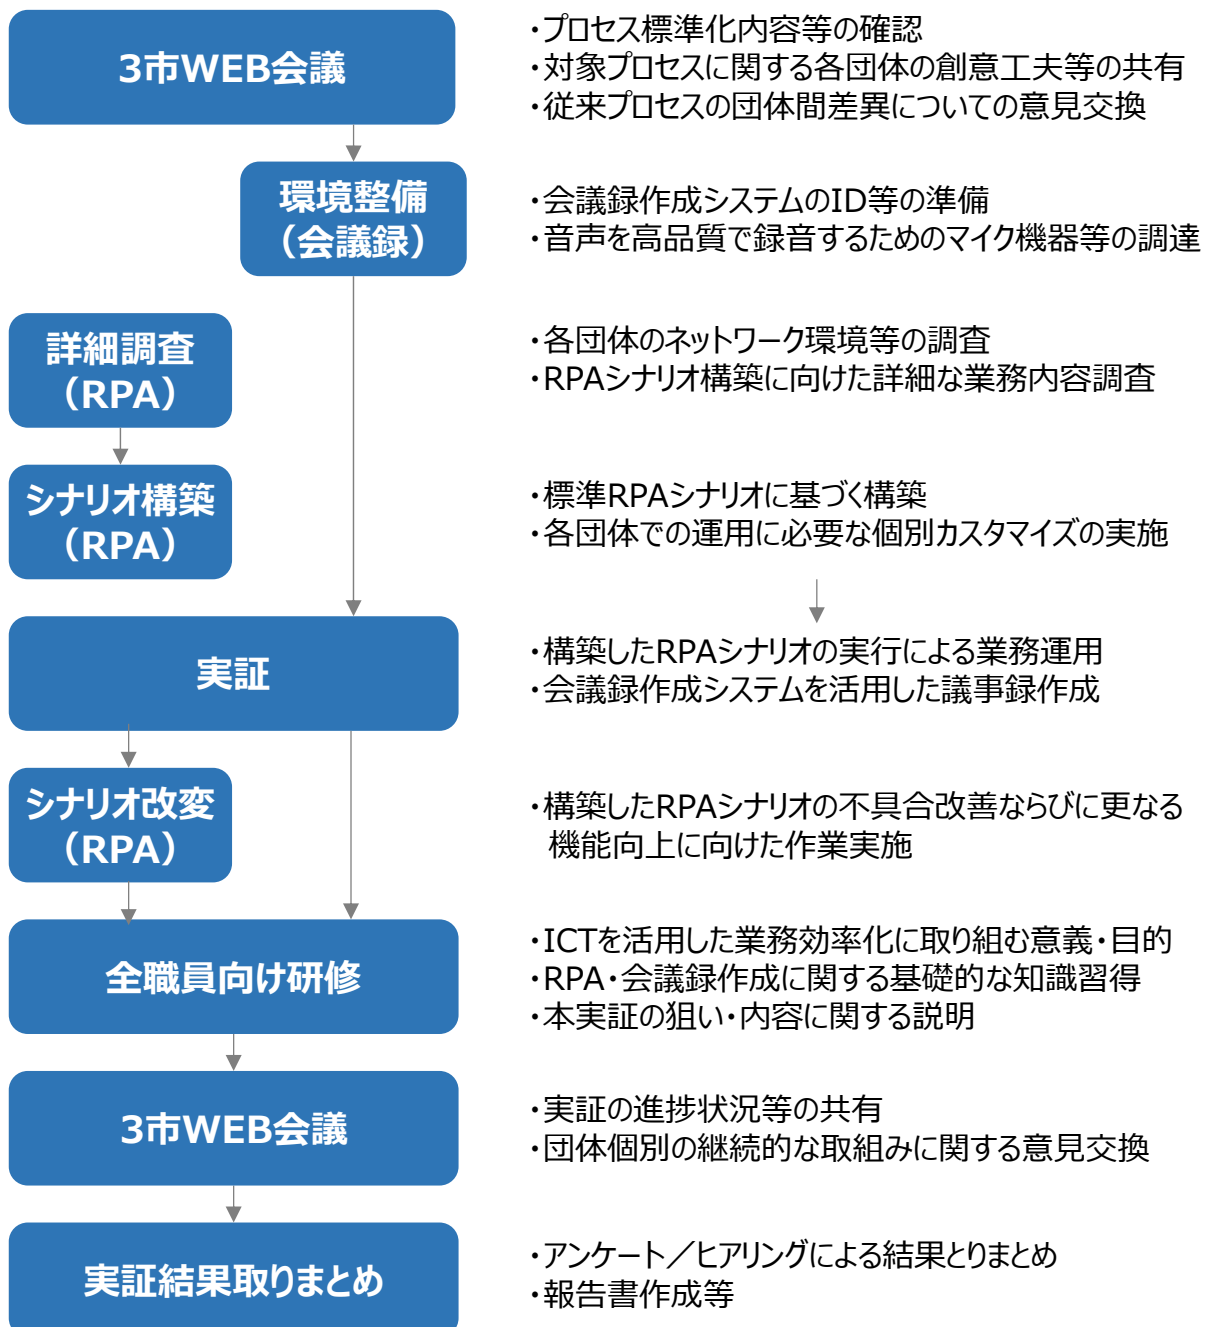 3市WEB会議
・プロセス標準化内容等の確認
・対象プロセスに関する各団体の創意工夫等の共有
・従来プロセスの団体間差異についての意見交換
環境整備
（会議録）
・会議録作成システムのID等の準備
・音声を高品質で録音するためのマイク機器等の調達
詳細調査
（RPA）
・各団体のネットワーク環境等の調査
・RPAシナリオ構築に向けた詳細な業務内容調査
シナリオ構築
（RPA）
・標準RPAシナリオに基づく構築
・各団体での運用に必要な個別カスタマイズの実施
実証
・構築したRPAシナリオの実行による業務運用
・会議録作成システムを活用した議事録作成
シナリオ改変
（RPA）
・構築したRPAシナリオの不具合改善ならびに更なる
機能向上に向けた作業実施
全職員向け研修
・ICTを活用した業務効率化に取り組む意義・目的
・RPA・会議録作成に関する基礎的な知識習得
・本実証の狙い・内容に関する説明
3市WEB会議
・実証の進捗状況等の共有
・団体個別の継続的な取組みに関する意見交換
実証結果取りまとめ
・アンケート／ヒアリングによる結果とりまとめ
・報告書作成等